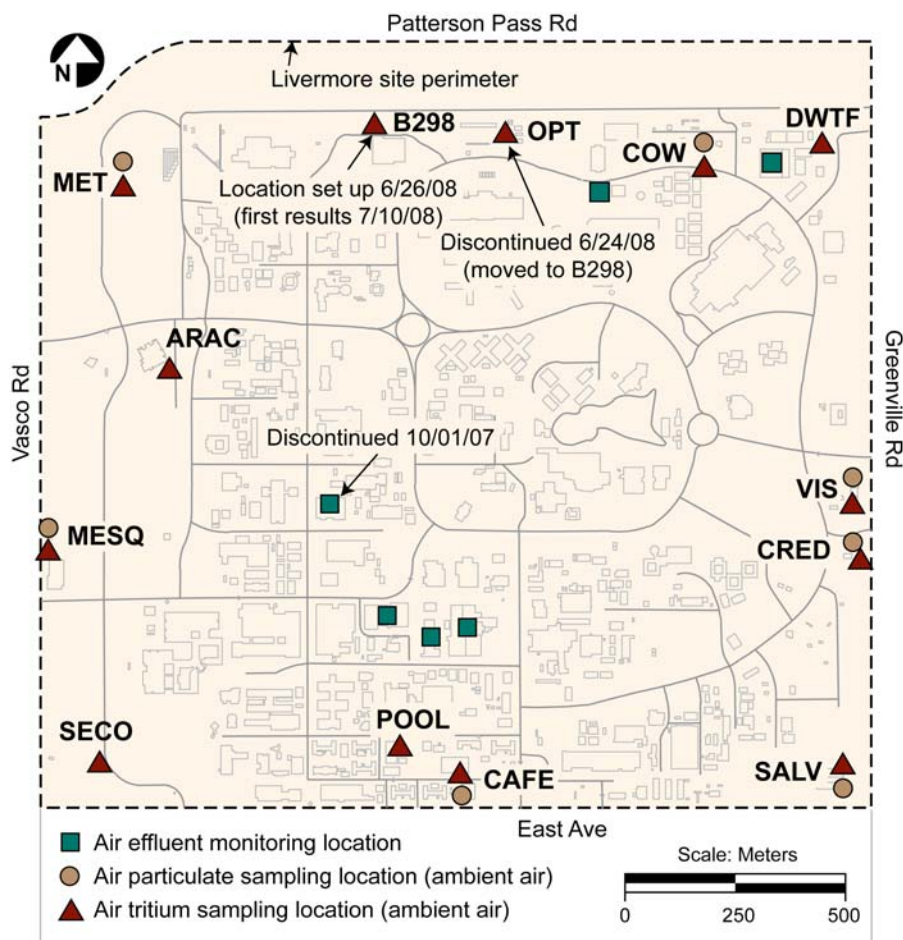 Patterson Pass Rd
N
Livermore site perimeter
B298
OPT
DWTF
COW
MET
Location set up 6/26/08
(first results 7/10/08)
Discontinued 6/24/08
(moved to B298)
ARAC
Vasco Rd
Greenville Rd
Discontinued 10/01/07
VIS
MESQ
CRED
SECO
POOL
CAFE
SALV
East Ave
Air effluent monitoring location
Air particulate sampling location (ambient air)
Air tritium sampling location (ambient air)
Scale: Meters
0 250 500